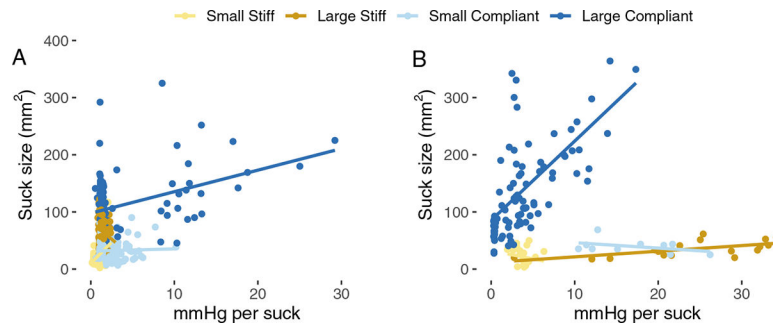 Small Stiff Large Stiff Small Compliant Large Compliant
A
Suck size (mm²)
400
300
200
100
0
0 10 20 30
mmHg per suck
B
Suck size (mm²)
300
200
100
0
0 10 20 30
mmHg per suck